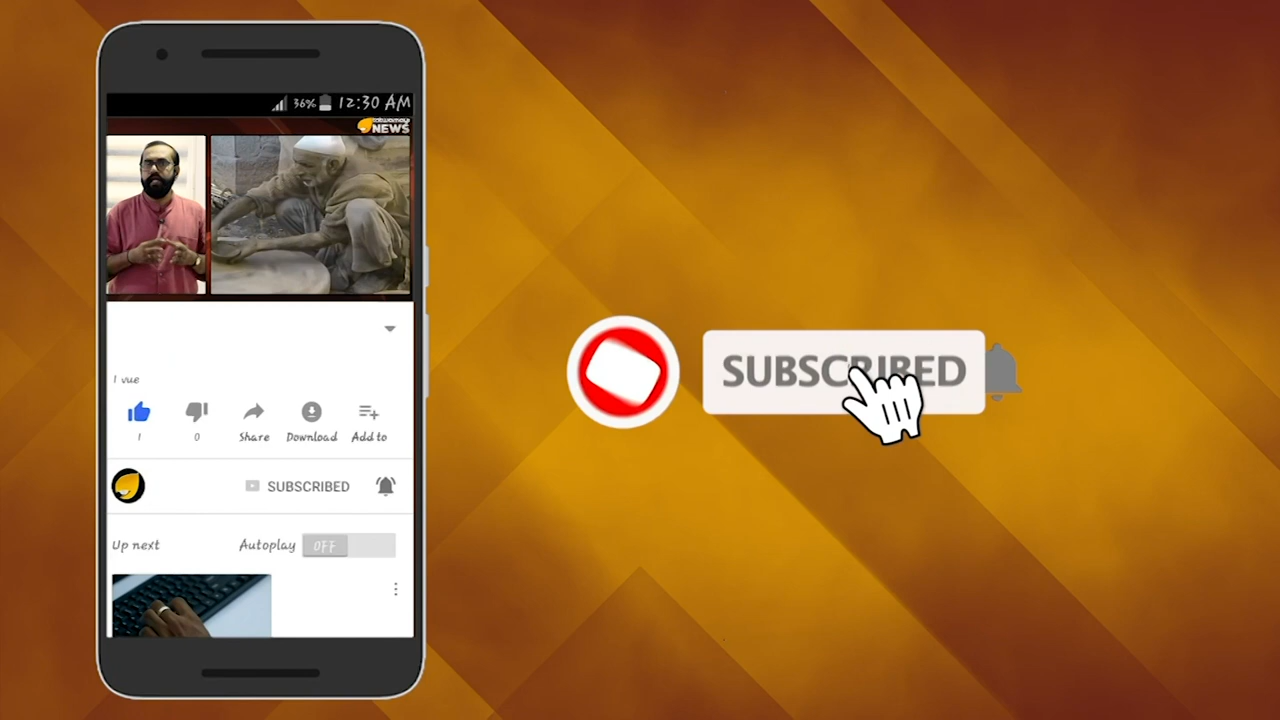 36% 12:30 AM
NEWS
1 vue
1 0 Share Download Add to
SUBSCRIBED
Up next Autoplay OFF
SUBSCRIBED